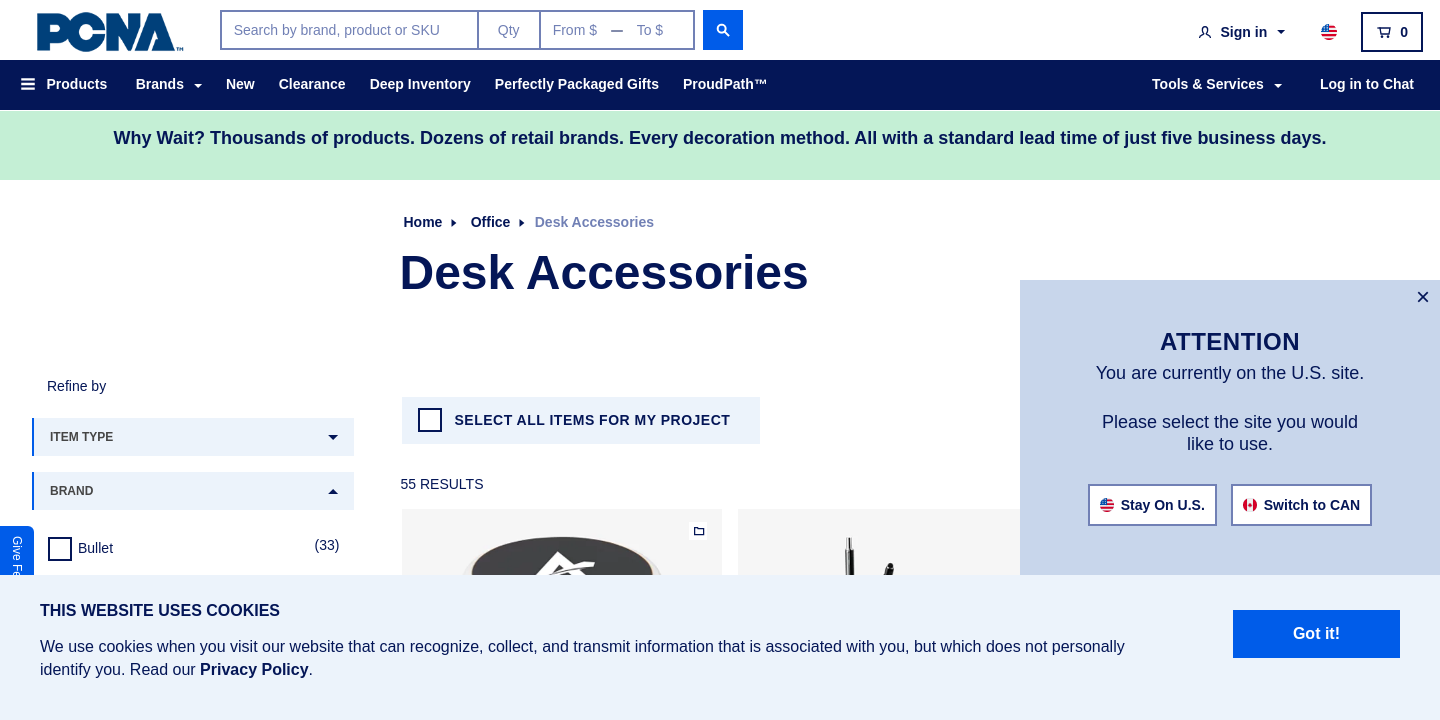 PCNA™
Search by brand, product or SKU
Qty
From $ — To $
Sign in
0
Products
Brands
New
Clearance
Deep Inventory
Perfectly Packaged Gifts
ProudPath™
Tools & Services
Log in to Chat
Why Wait? Thousands of products. Dozens of retail brands. Every decoration method. All with a standard lead time of just five business days.
Home
Office
Desk Accessories
Desk Accessories
ATTENTION
You are currently on the U.S. site.
Please select the site you would
like to use.
Stay On U.S.
Switch to CAN
Refine by
ITEM TYPE
BRAND
Bullet
(33)
Give Fe
SELECT ALL ITEMS FOR MY PROJECT
55 RESULTS
THIS WEBSITE USES COOKIES
We use cookies when you visit our website that can recognize, collect, and transmit information that is associated with you, but which does not personally
identify you. Read our Privacy Policy.
Got it!